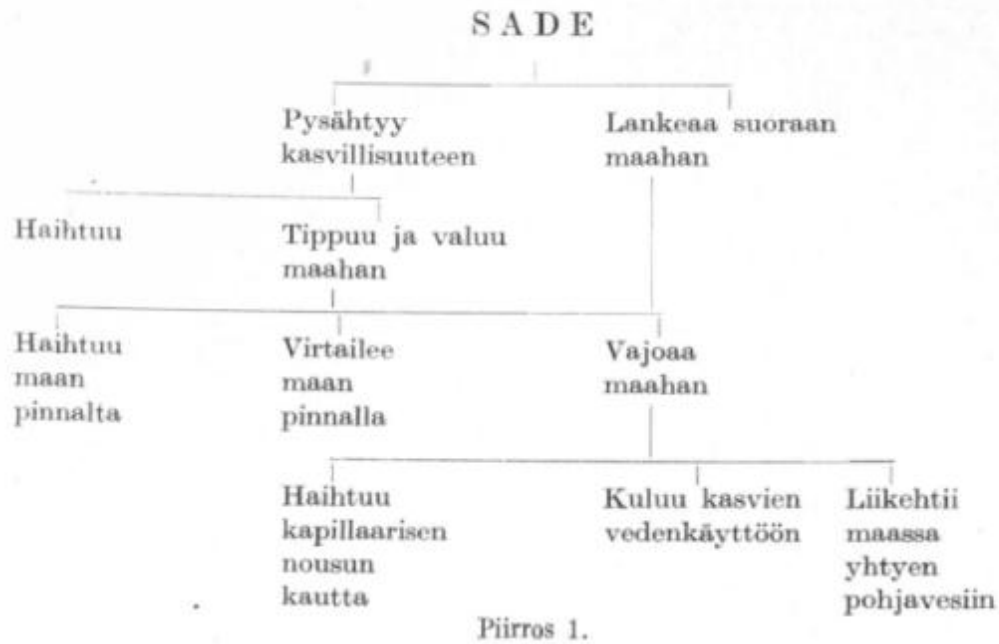 SADE
Pysähtyy
kasvillisuuteen
Lankeaa suoraan
maahan
Haihtuu
Tippuu ja valuu
maahan
Haihtuu
maan
pinnalta
Virtailee
maan
pinnalla
Vajoaa
maahan
Haihtuu
kapillaarisen
nousun
kautta
Kuluu kasvien
vedenkäyttöön
Liikehtii
maassa
yhtyen
pohjavesiin
Piirros 1.